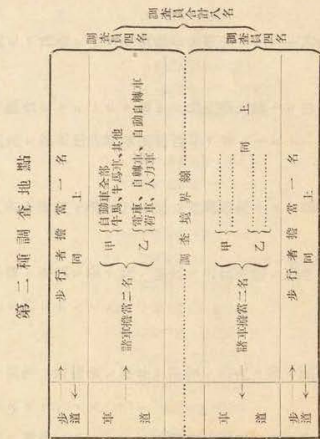 第二種調査地點
調査員合計八名
調査員四名
調査員四名
歩行者擔當一名
同上
諸車擔當二名
甲
自動車全部
牛馬、牛馬車、其他
乙
電車、自轉車、自動自轉車
荷車、人力車
調査境界線
諸車擔當二名
甲
乙
同上
同上
歩行者擔當一名
歩道
車道
車道
歩道